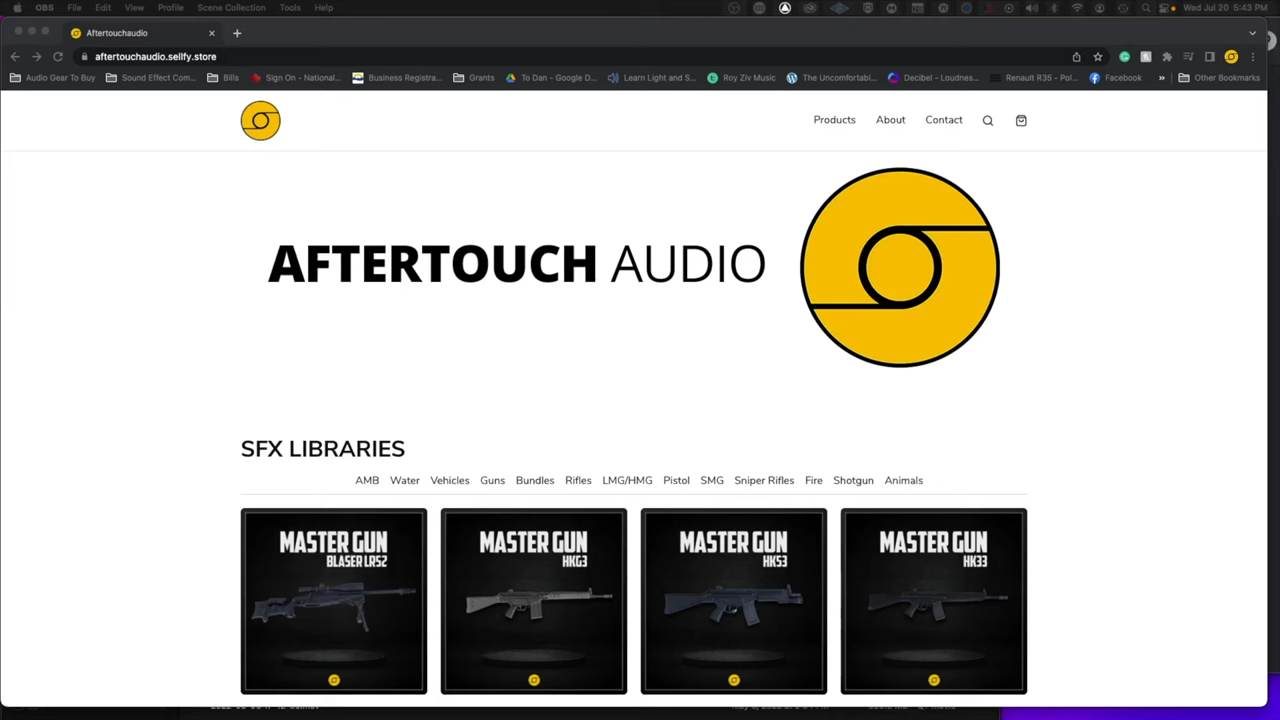 OBS File Edit View Profile Scene Collection Tools Help Wed Jul 20 5:43 PM
Aftertouchaudio
aftertouchaudio.sellfy.store
Audio Gear To Buy Sound Effect Com... Bills Sign On - National... Business Registra... Grants To Dan - Google D... Learn Light and S... Roy Ziv Music The Uncomfortabl... Decibel - Loudnes... Renault R35 - Pol... Facebook » Other Bookmarks
Products About Contact
AFTERTOUCH AUDIO
SFX LIBRARIES
AMB Water Vehicles Guns Bundles Rifles LMG/HMG Pistol SMG Sniper Rifles Fire Shotgun Animals
MASTER GUN
BLASER LRS2
MASTER GUN
HKG3
MASTER GUN
HK53
MASTER GUN
HK33